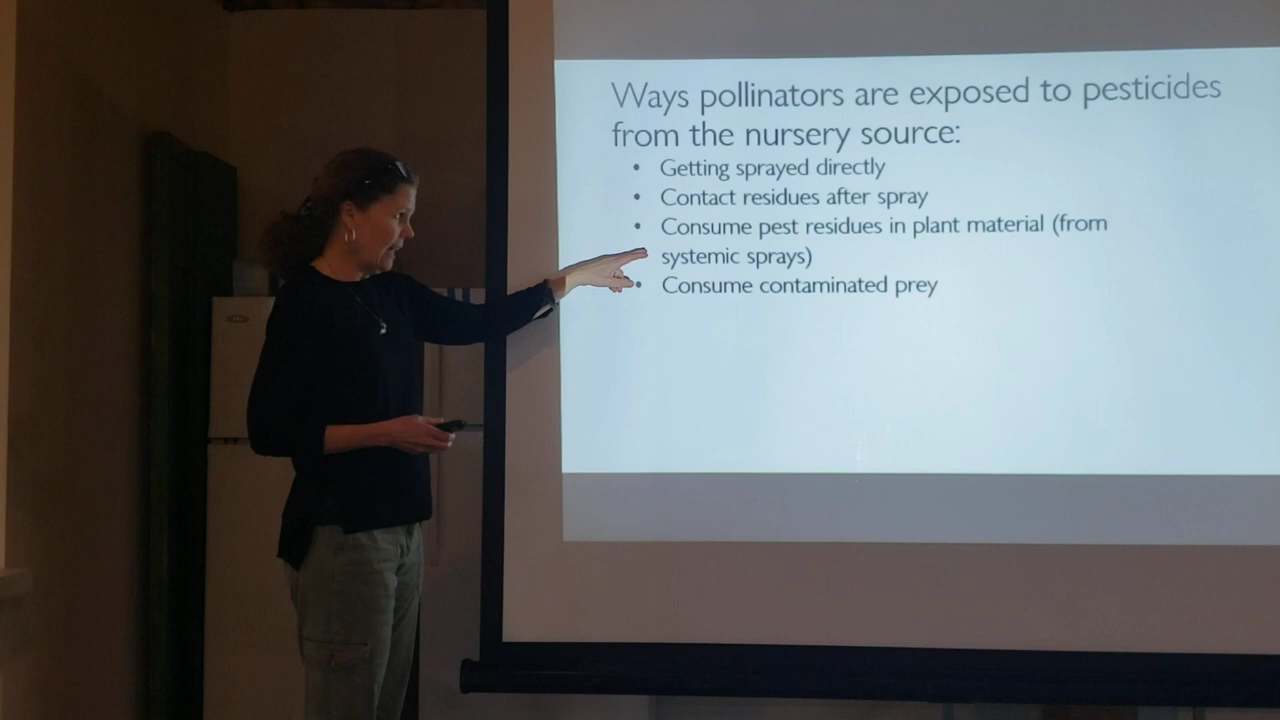 Ways pollinators are exposed to pesticides
from the nursery source:
• Getting sprayed directly
• Contact residues after spray
• Consume pest residues in plant material (from
systemic sprays)
• Consume contaminated prey